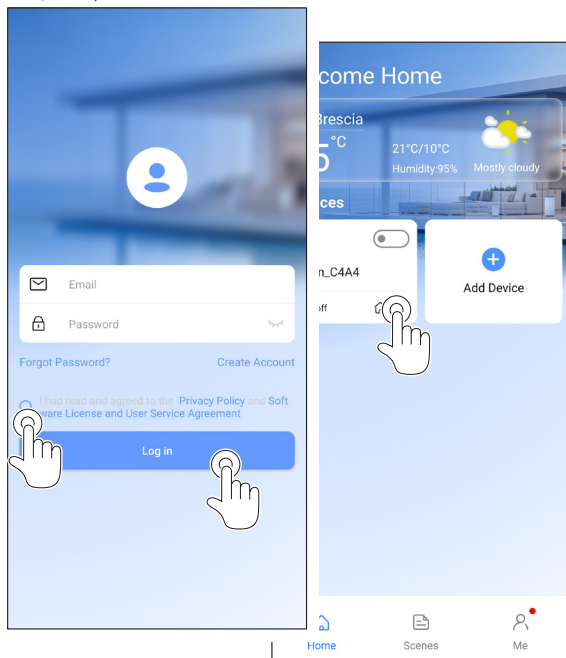 Email
Password
Forgot Password?
Create Account
I had read and agreed to the Privacy Policy and Soft
ware License and User Service Agreement
Log in
come Home
Brescia
5°C
21°C/10°C
Humidity:95%
Mostly cloudy
ces
n_C4A4
off
Add Device
Home
Scenes
Me